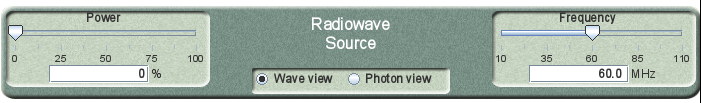 Power
Radiowave
Source
Frequency
0 25 50 75 100
10 35 60 85 110
0 %
Wave view Photon view
60.0 MHz